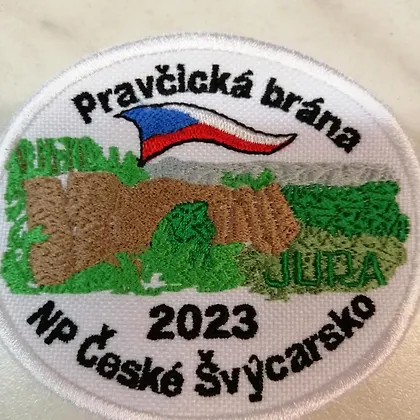 Pravčická brána
JUDA
2023
NP České Švýcarsko